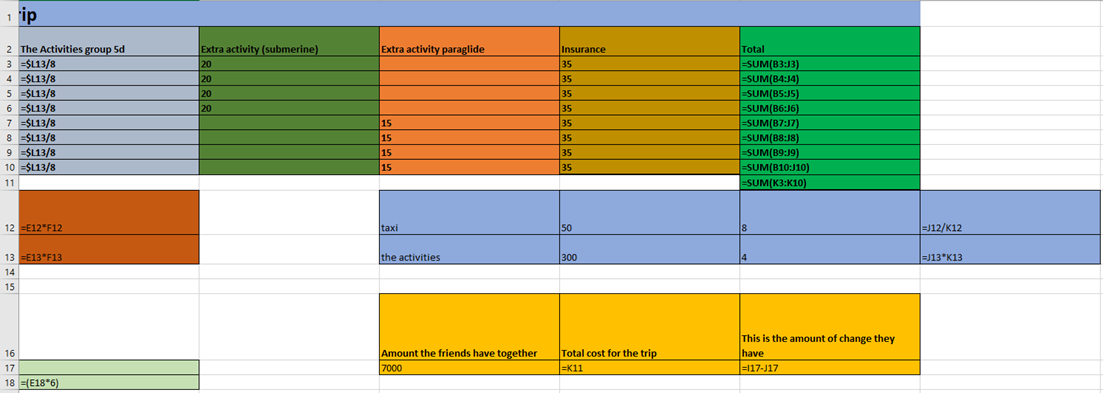 1 rip
2 The Activities group 5d Extra activity (submerine) Extra activity paraglide Insurance Total
3 =$L13/8 20 35 =SUM(B3:J3)
4 =$L13/8 20 35 =SUM(B4:J4)
5 =$L13/8 20 35 =SUM(B5:J5)
6 =$L13/8 20 35 =SUM(B6:J6)
7 =$L13/8 15 35 =SUM(B7:J7)
8 =$L13/8 15 35 =SUM(B8:J8)
9 =$L13/8 15 35 =SUM(B9:J9)
10 =$L13/8 15 35 =SUM(B10:J10)
11 =SUM(K3:K10)
12 =E12*F12 taxi 50 8 =J12/K12
13 =E13*F13 the activities 300 4 =J13*K13
14
15
This is the amount of change they
16 Amount the friends have together Total cost for the trip have
17 7000 =K11 =I17-J17
18 =(E18*6)